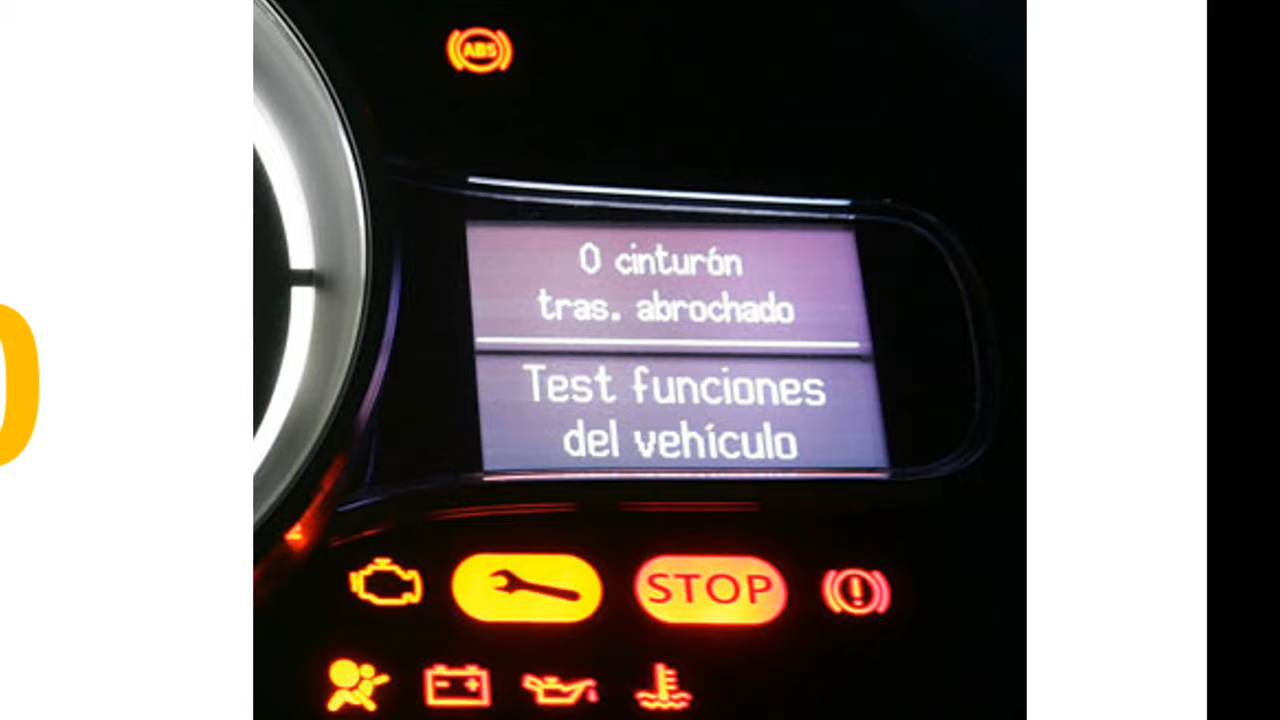 ABS
0 cinturón
tras. abrochado
Test funciones
del vehículo
STOP